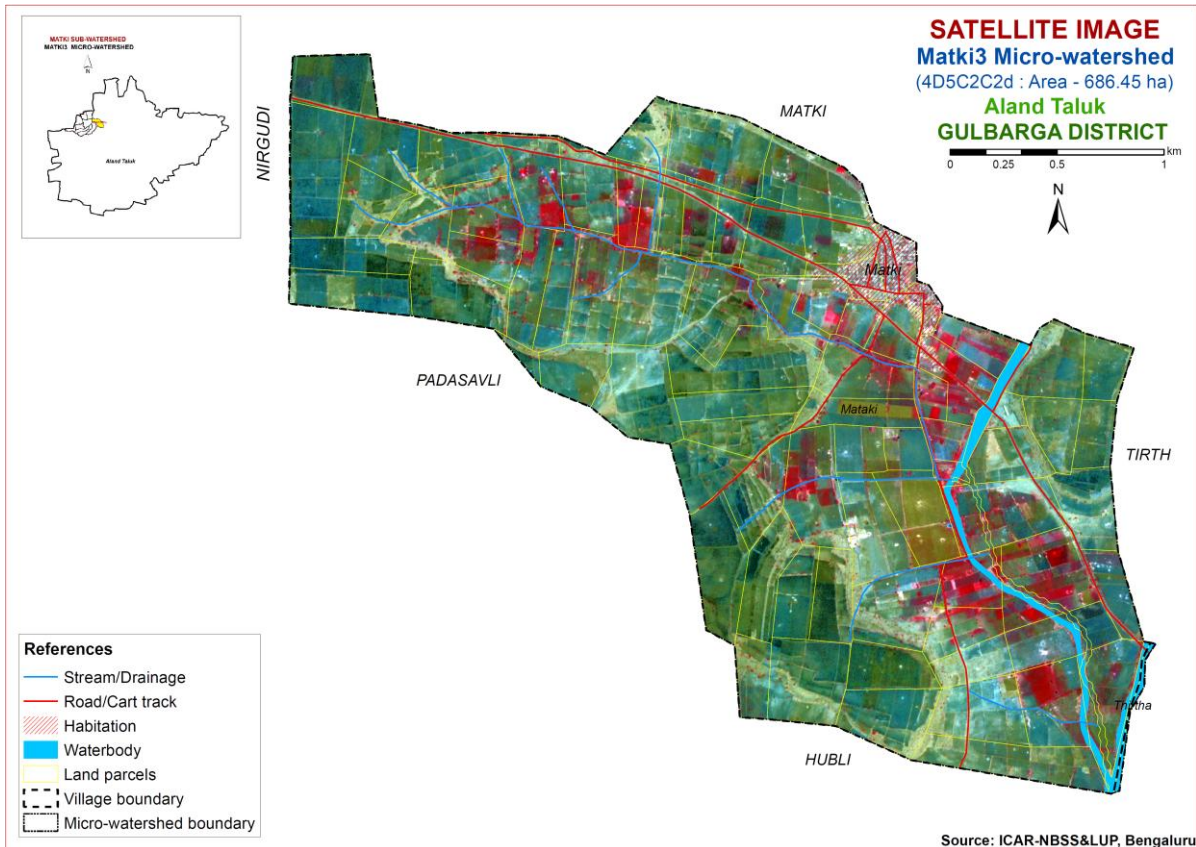 MATKI SUB-WATERSHED
MATKI3 MICRO-WATERSHED
N
Aland Taluk
SATELLITE IMAGE
Matki3 Micro-watershed
(4D5C2C2d : Area - 686.45 ha)
Aland Taluk
GULBARGA DISTRICT
km
0 0.25 0.5 1
N
MATKI
NIRGUDI
Matki
PADASAVLI
Mataki
TIRTH
Thotha
HUBLI
References
Stream/Drainage
Road/Cart track
Habitation
Waterbody
Land parcels
Village boundary
Micro-watershed boundary
Source: ICAR-NBSS&LUP, Bengaluru